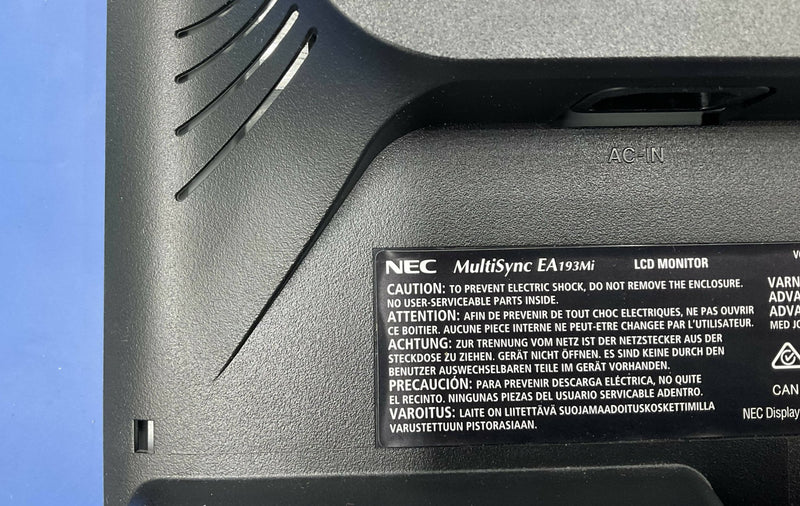 AC-IN
NEC MultiSync EA193Mi LCD MONITOR
CAUTION: TO PREVENT ELECTRIC SHOCK, DO NOT REMOVE THE ENCLOSURE.
NO USER-SERVICEABLE PARTS INSIDE.
ATTENTION: AFIN DE PREVENIR DE TOUT CHOC ELECTRIQUES, NE PAS OUVRIR
CE BOITIER. AUCUNE PIECE INTERNE NE PEUT-ETRE CHANGEE PAR L'UTILISATEUR.
ACHTUNG: ZUR TRENNUNG VOM NETZ IST DER NETZSTECKER AUS DER
STECKDOSE ZU ZIEHEN. GERÄT NICHT ÖFFNEN. ES SIND KEINE DURCH DEN
BENUTZER AUSWECHSELBAREN TEILE IM GERÄT VORHANDEN.
PRECAUCIÓN: PARA PREVENIR DESCARGA ELÉCTRICA, NO QUITE
EL RECINTO. NINGUNAS PIEZAS DEL USUARIO SERVICIABLE ADENTRO.
VAROITUS: LAITE ON LIITETTÄVÄ SUOJAMAADOITUSKOSKETTIMILLA
VARUSTETTUUN PISTORASIAAN.
VARN
ADVA
ADVA
MED JO
CAN
NEC Display